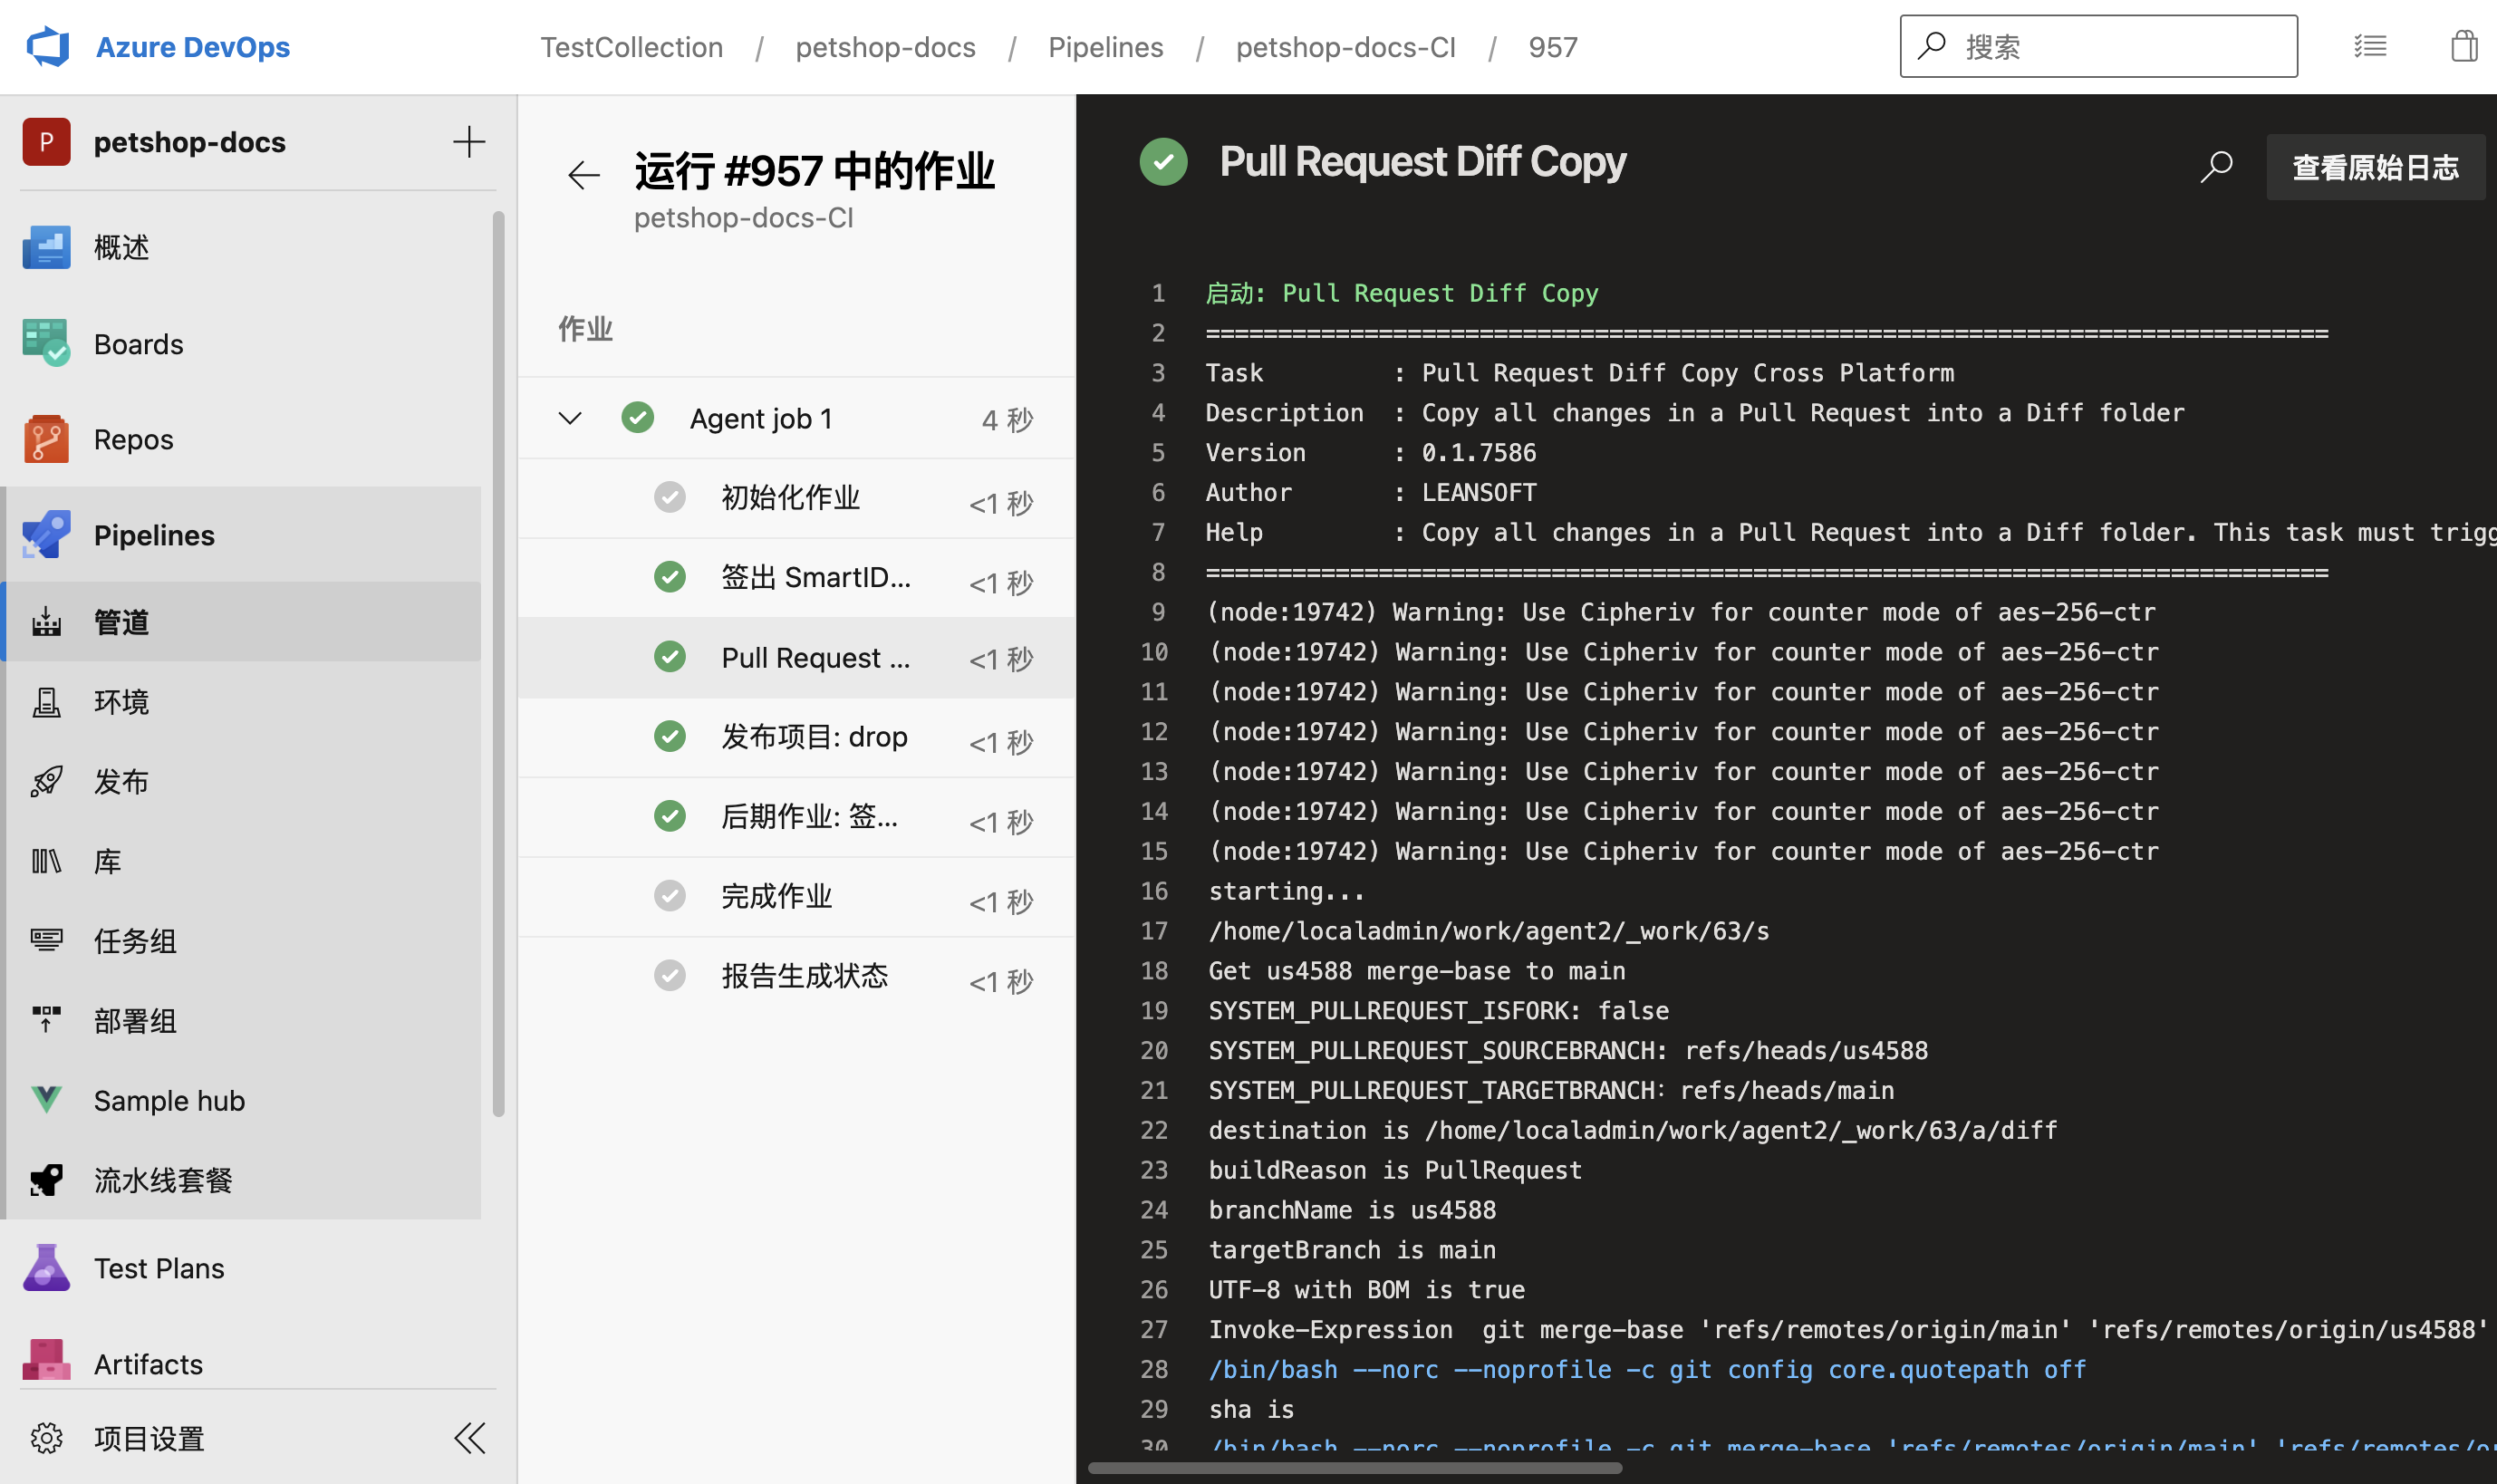 Azure DevOps
TestCollection / petshop-docs / Pipelines / petshop-docs-CI / 957
搜索
P petshop-docs
概述
Boards
Repos
Pipelines
管道
环境
发布
库
任务组
部署组
Sample hub
流水线套餐
Test Plans
Artifacts
项目设置
运行 #957 中的作业
petshop-docs-CI
作业
Agent job 1 4 秒
初始化作业 <1 秒
签出 SmartID... <1 秒
Pull Request ... <1 秒
发布项目: drop <1 秒
后期作业: 签... <1 秒
完成作业 <1 秒
报告生成状态 <1 秒
Pull Request Diff Copy
查看原始日志
1 启动: Pull Request Diff Copy
2 ==============================================================================
3 Task         : Pull Request Diff Copy Cross Platform
4 Description  : Copy all changes in a Pull Request into a Diff folder
5 Version      : 0.1.7586
6 Author       : LEANSOFT
7 Help         : Copy all changes in a Pull Request into a Diff folder. This task must trigg
8 ==============================================================================
9 (node:19742) Warning: Use Cipheriv for counter mode of aes-256-ctr
10 (node:19742) Warning: Use Cipheriv for counter mode of aes-256-ctr
11 (node:19742) Warning: Use Cipheriv for counter mode of aes-256-ctr
12 (node:19742) Warning: Use Cipheriv for counter mode of aes-256-ctr
13 (node:19742) Warning: Use Cipheriv for counter mode of aes-256-ctr
14 (node:19742) Warning: Use Cipheriv for counter mode of aes-256-ctr
15 (node:19742) Warning: Use Cipheriv for counter mode of aes-256-ctr
16 starting...
17 /home/localadmin/work/agent2/_work/63/s
18 Get us4588 merge-base to main
19 SYSTEM_PULLREQUEST_ISFORK: false
20 SYSTEM_PULLREQUEST_SOURCEBRANCH: refs/heads/us4588
21 SYSTEM_PULLREQUEST_TARGETBRANCH: refs/heads/main
22 destination is /home/localadmin/work/agent2/_work/63/a/diff
23 buildReason is PullRequest
24 branchName is us4588
25 targetBranch is main
26 UTF-8 with BOM is true
27 Invoke-Expression  git merge-base 'refs/remotes/origin/main' 'refs/remotes/origin/us4588'
28 /bin/bash --norc --noprofile -c git config core.quotepath off
29 sha is
30 /bin/bash --norc --noprofile -c git merge-base 'refs/remotes/origin/main' 'refs/remotes/or